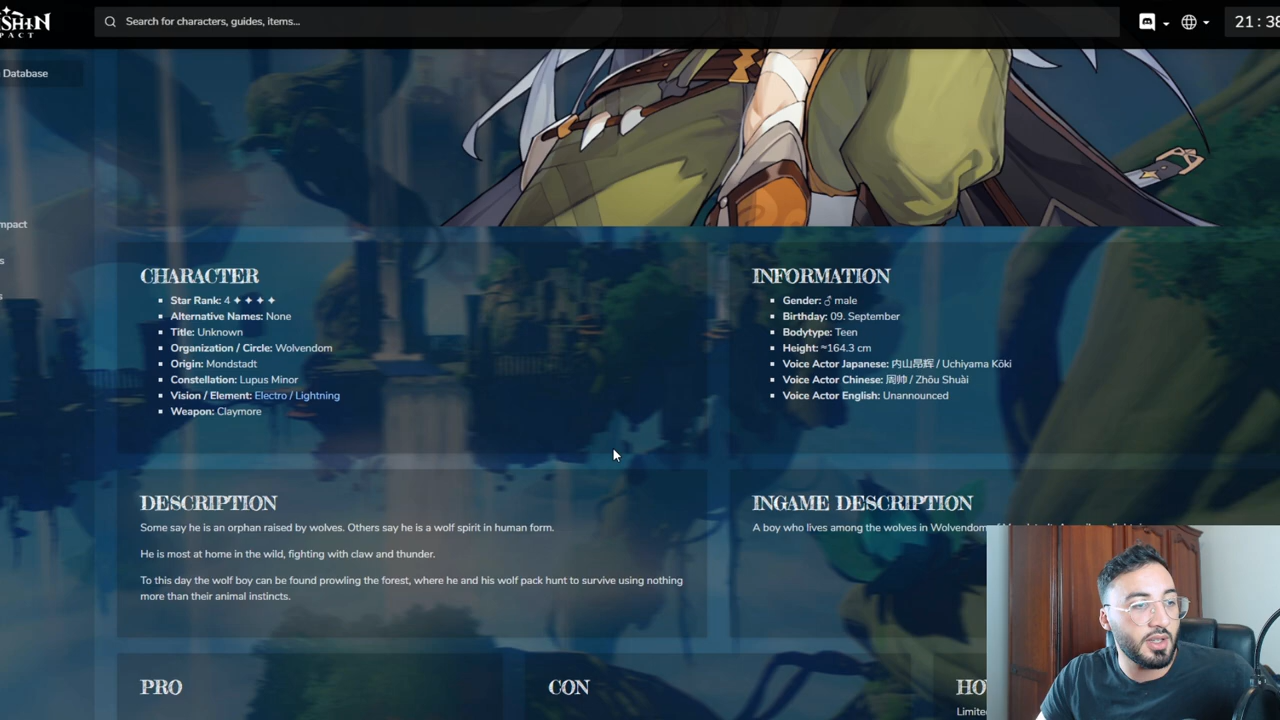 SHIN
PACT
Search for characters, guides, items...
21:38
Database
mpact
s
s
CHARACTER
Star Rank: 4 ✦ ✦ ✦ ✦
Alternative Names: None
Title: Unknown
Organization / Circle: Wolvendom
Origin: Mondstadt
Constellation: Lupus Minor
Vision / Element: Electro / Lightning
Weapon: Claymore
INFORMATION
Gender: ♂ male
Birthday: 09. September
Bodytype: Teen
Height: ≈164.3 cm
Voice Actor Japanese: 内山昂辉 / Uchiyama Kōki
Voice Actor Chinese: 周帅 / Zhōu Shuài
Voice Actor English: Unannounced
DESCRIPTION
Some say he is an orphan raised by wolves. Others say he is a wolf spirit in human form.
He is most at home in the wild, fighting with claw and thunder.
To this day the wolf boy can be found prowling the forest, where he and his wolf pack hunt to survive using nothing
more than their animal instincts.
INGAME DESCRIPTION
A boy who lives among the wolves in Wolvendom
PRO
CON
HO
Limite